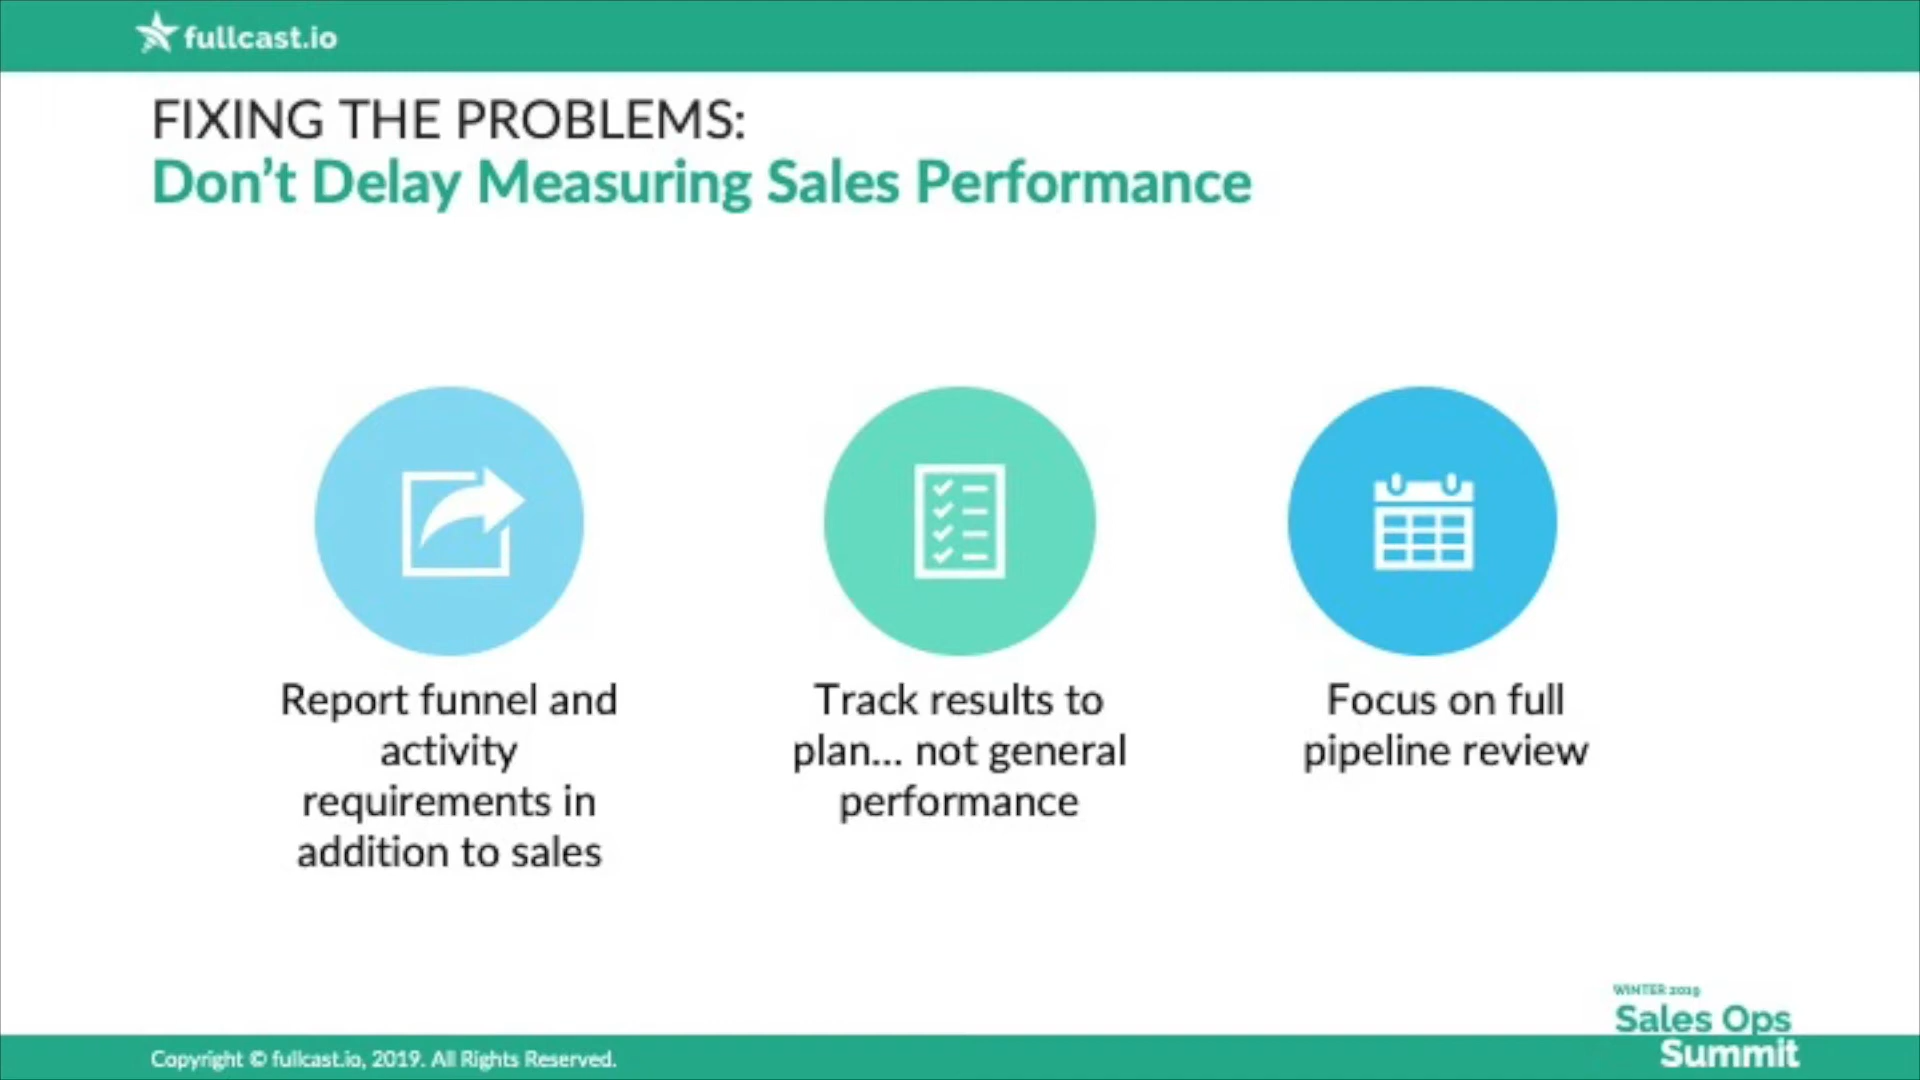 fullcast.io
FIXING THE PROBLEMS:
Don't Delay Measuring Sales Performance
Report funnel and
activity
requirements in
addition to sales
Track results to
plan... not general
performance
Focus on full
pipeline review
WINTER 2019
Sales Ops
Summit
Copyright © fullcast.io, 2019. All Rights Reserved.